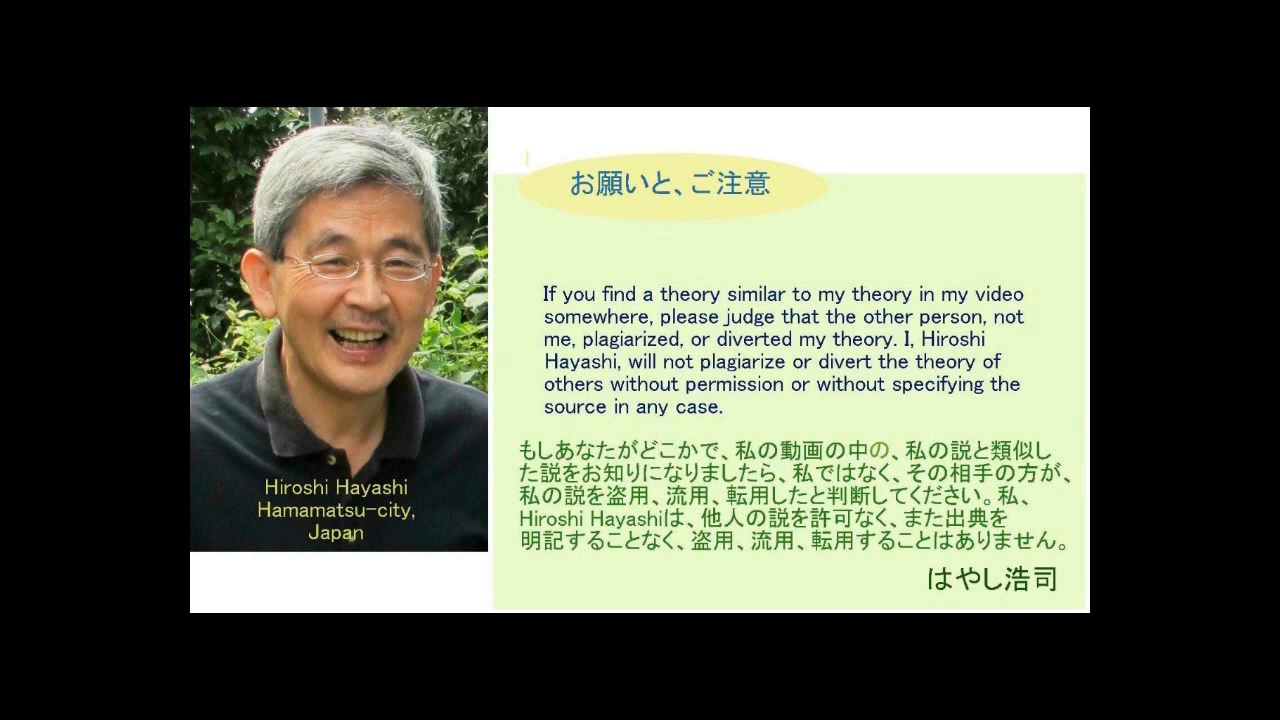 お願いと、ご注意
If you find a theory similar to my theory in my video
somewhere, please judge that the other person, not
me, plagiarized, or diverted my theory. I, Hiroshi
Hayashi, will not plagiarize or divert the theory of
others without permission or without specifying the
source in any case.
もしあなたがどこかで、私の動画の中の、私の説と類似し
た説をお知りになりましたら、私ではなく、その相手の方が、
私の説を盗用、流用、転用したと判断してください。私、
Hiroshi Hayashiは、他人の説を許可なく、また出典を
明記することなく、盗用、流用、転用することはありません。
はやし浩司
Hiroshi Hayashi
Hamamatsu-city,
Japan